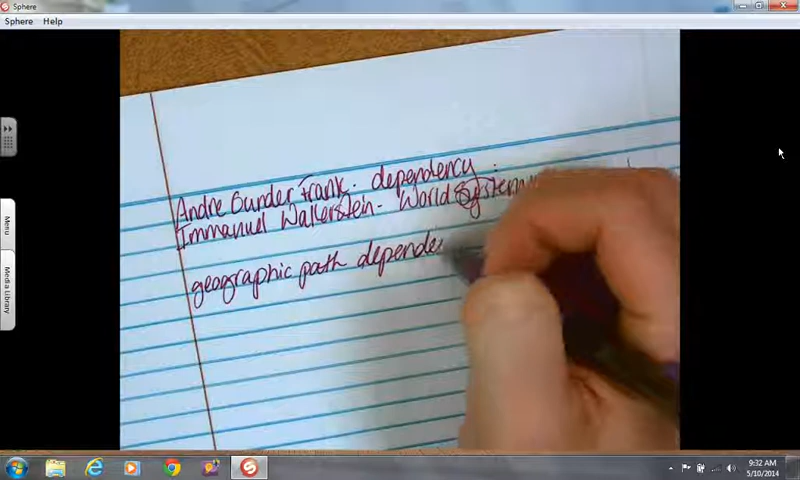 Sphere
Sphere Help
Menu
Media Library
Andre Gunder Frank. dependency.
Immanuel Wallerstein. World
geographic path depende
9:32 AM
5/10/2014